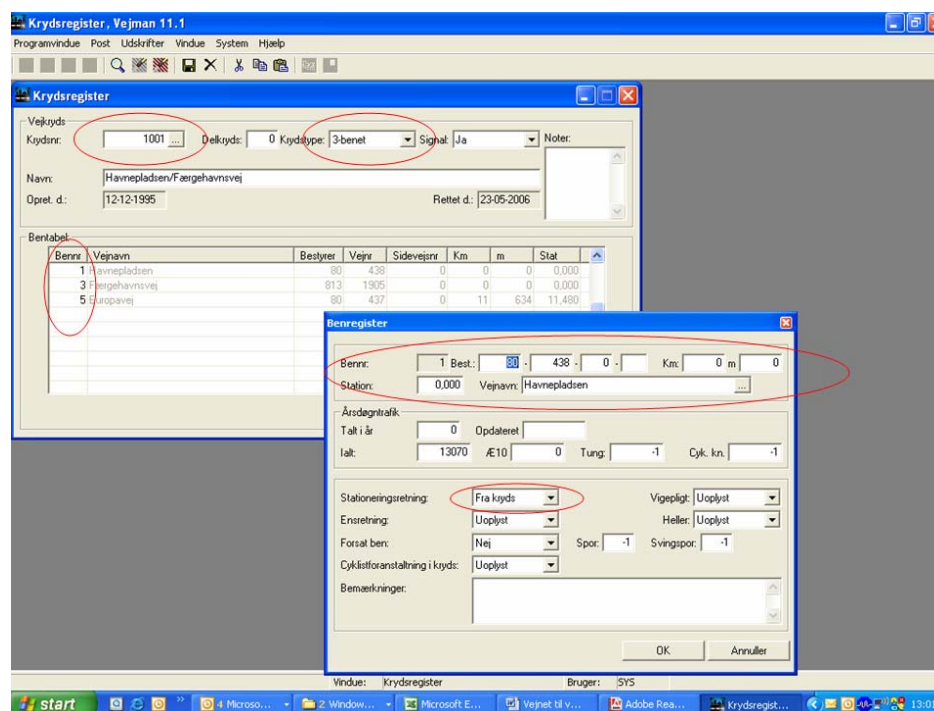 Krydsregister, Vejman 11.1
Programvindue Post Udskrifter Vindue System Hjælp
Krydsregister
Vejkryds
Krydsnr: 1001 ... Delkryds: 0 Krydstype: 3-benet Signal: Ja Noter:
Navn: Havnepladsen/Færgehavnsvej
Opret. d.: 12-12-1995 Rettet d.: 23-05-2006
Bentabel
Bennr Vejnavn Bestyrer Vejnr Sidevejsnr Km m Stat
1 Havnepladsen 80 438 0 0 0 0,000
3 Færgehavnsvej 813 1905 0 0 0 0,000
5 Europavej 80 437 0 11 634 11,480
Benregister
Bennr: 1 Best.: 80 - 438 - 0 - Km: 0 m 0
Station: 0,000 Vejnavn: Havnepladsen ...
Årsdøgntrafik
Talt i år 0 Opdateret
Ialt: 13070 Æ10 0 Tung: -1 Cyk. kn. -1
Stationeringsretning: Fra kryds Vigepligt: Uoplyst
Ensretning: Uoplyst Heller: Uoplyst
Forsat ben: Nej Spor: -1 Svingspor: -1
Cyklistforanstaltning i kryds: Uoplyst
Bemærkninger:
OK Annuller
Vindue: Krydsregister Bruger: SYS
start 4 Microso... 2 Window... Microsoft E... Vejnet til v... Adobe Rea... Krydsregist... 13:01